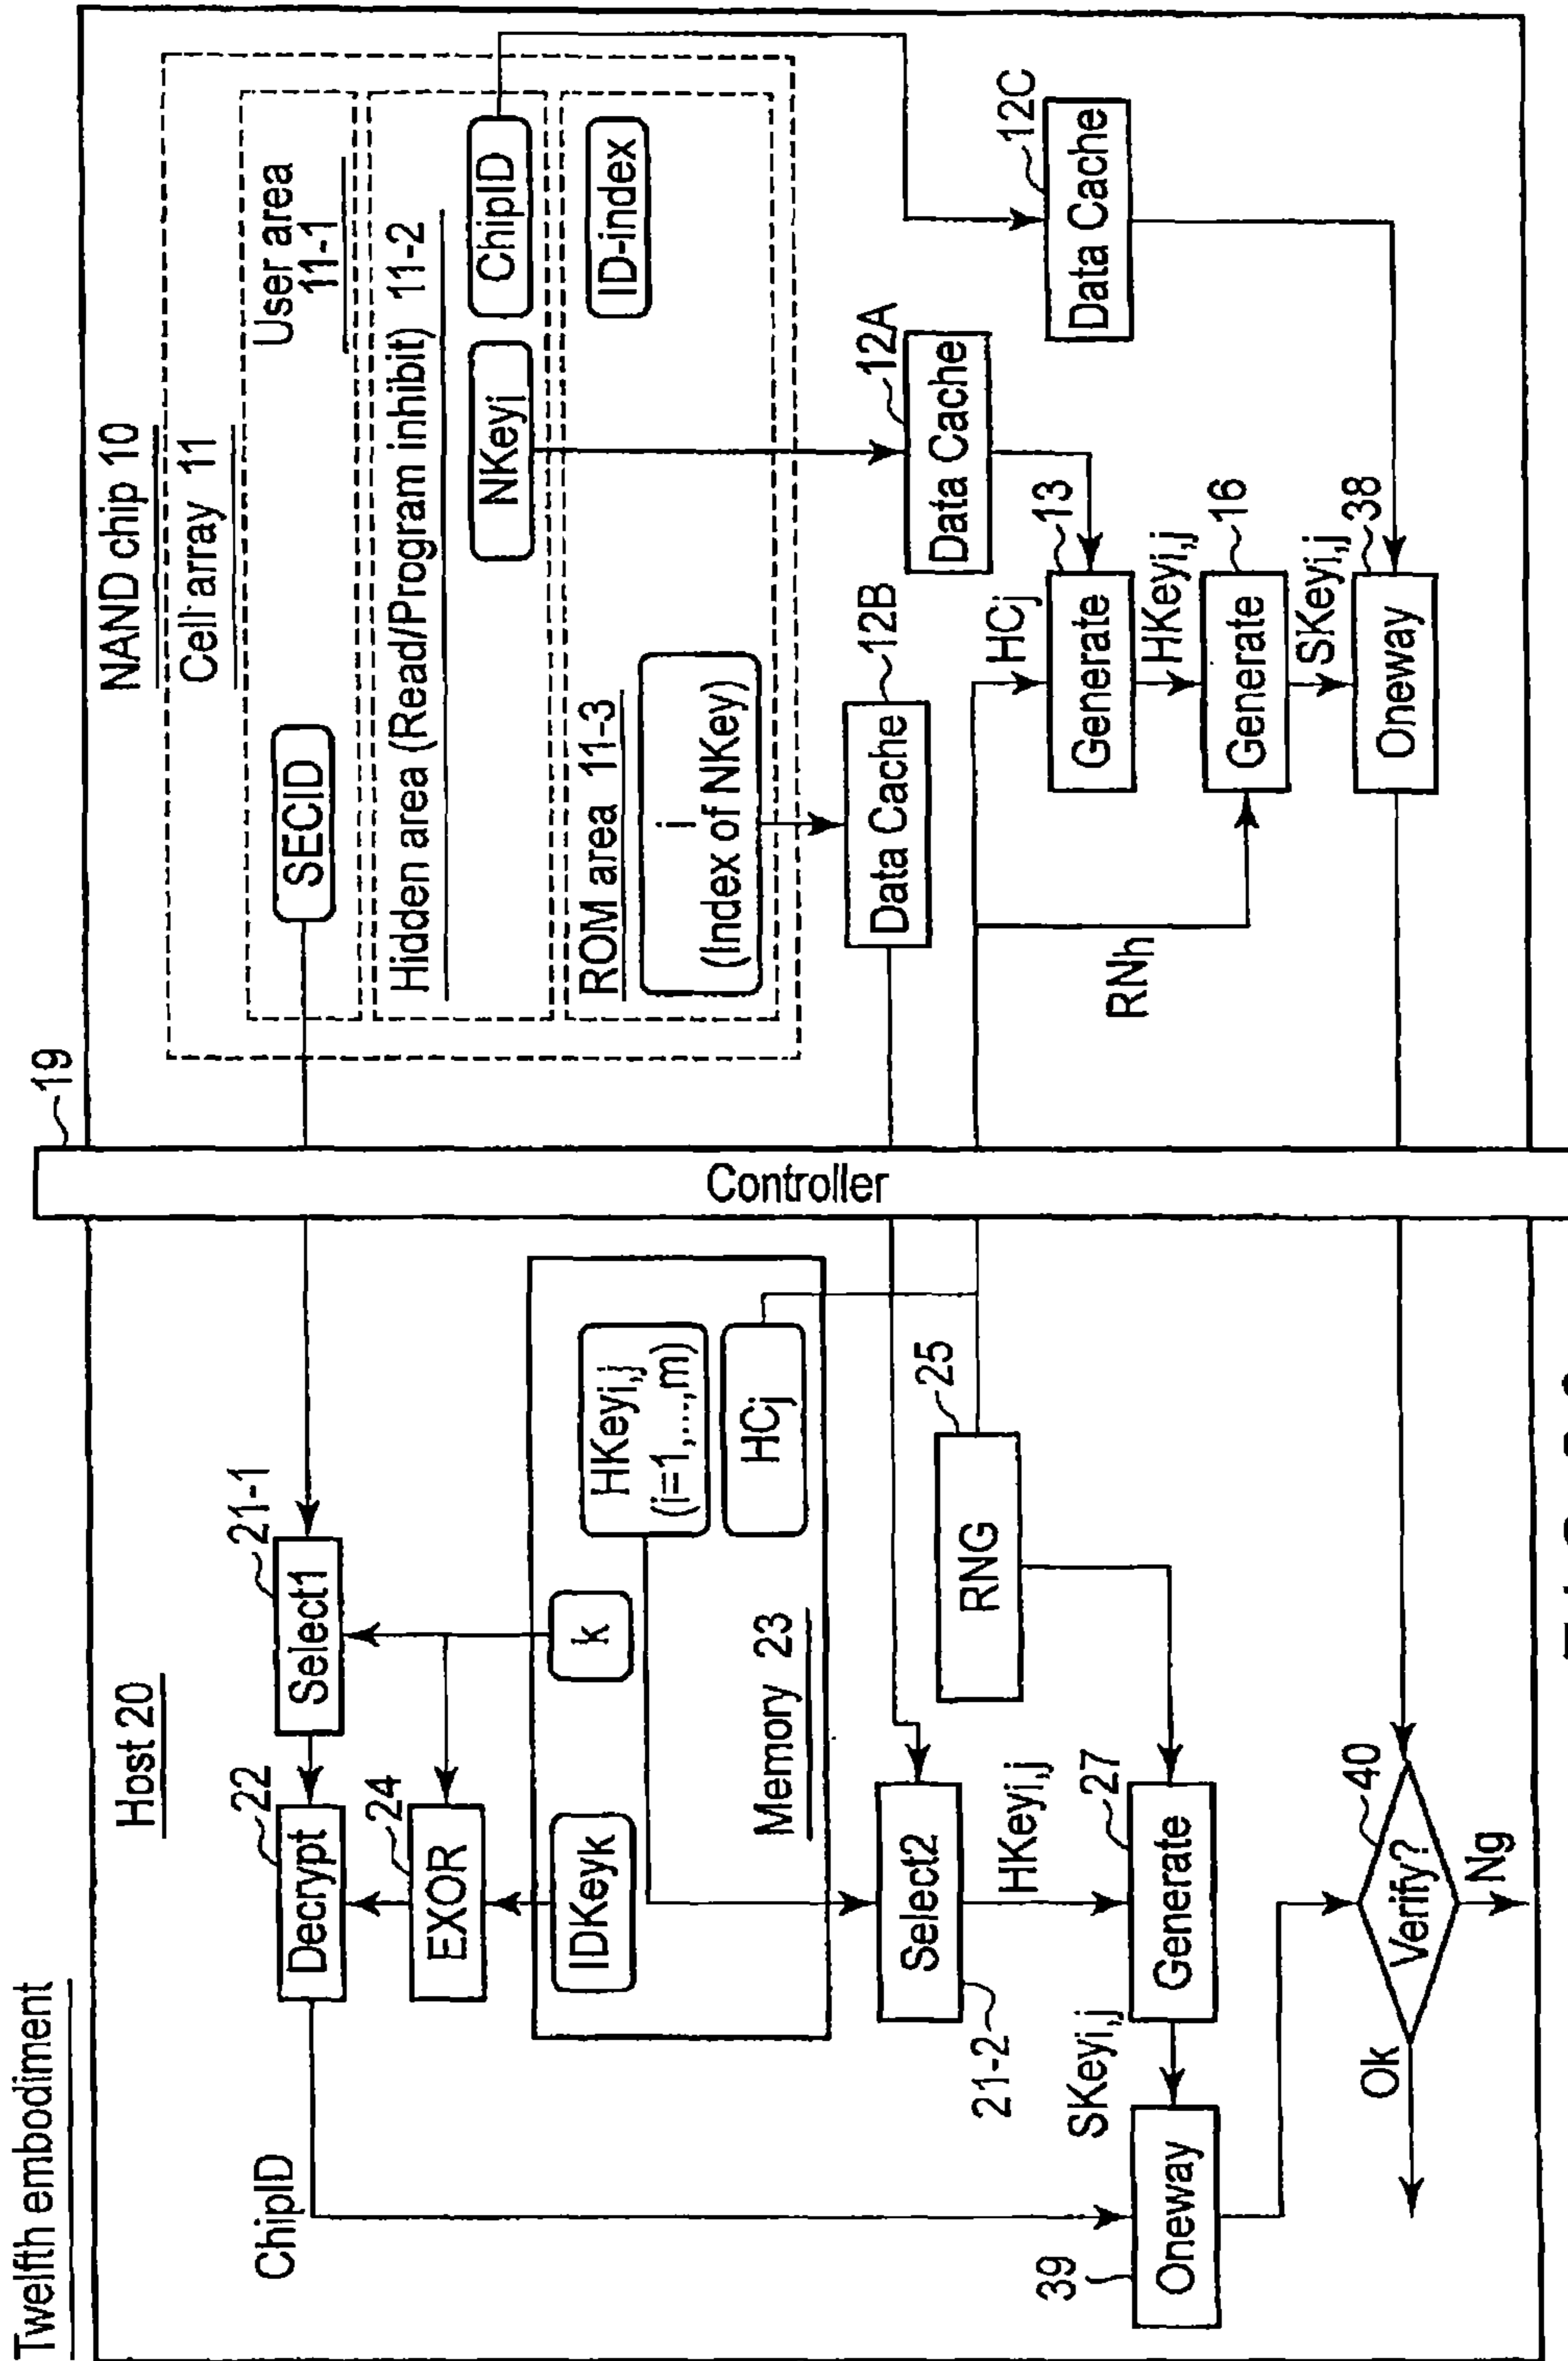 Twelfth embodiment
Host 20
ChipID
Decrypt
22
Select1
21-1
EXOR
24
IDKeyk
k
HKeyi,j
(i=1,...,m)
HCj
Memory 23
Select2
21-2
RNG
25
HKeyi,j
Generate
27
SKeyi,j
Oneway
39
Verify?
40
Ok
Ng
Controller
19
NAND chip 10
Cell array 11
User area
11-1
SECID
Hidden area (Read/Program inhibit) 11-2
NKeyi
ChipID
ROM area 11-3
i
(Index of NKey)
ID-index
Data Cache
12B
Data Cache
12A
Data Cache
12C
HCj
Generate
13
HKeyi,j
RNh
Generate
16
SKeyi,j
Oneway
38